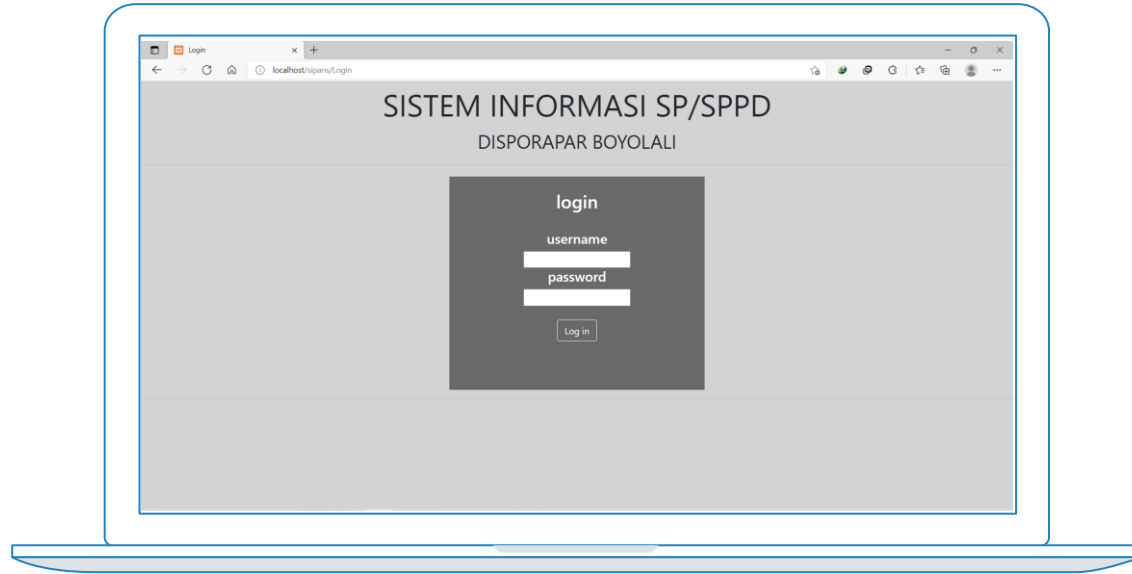 Login
localhost/sipans/Login
SISTEM INFORMASI SP/SPPD
DISPORAPAR BOYOLALI
login
username
password
Log in